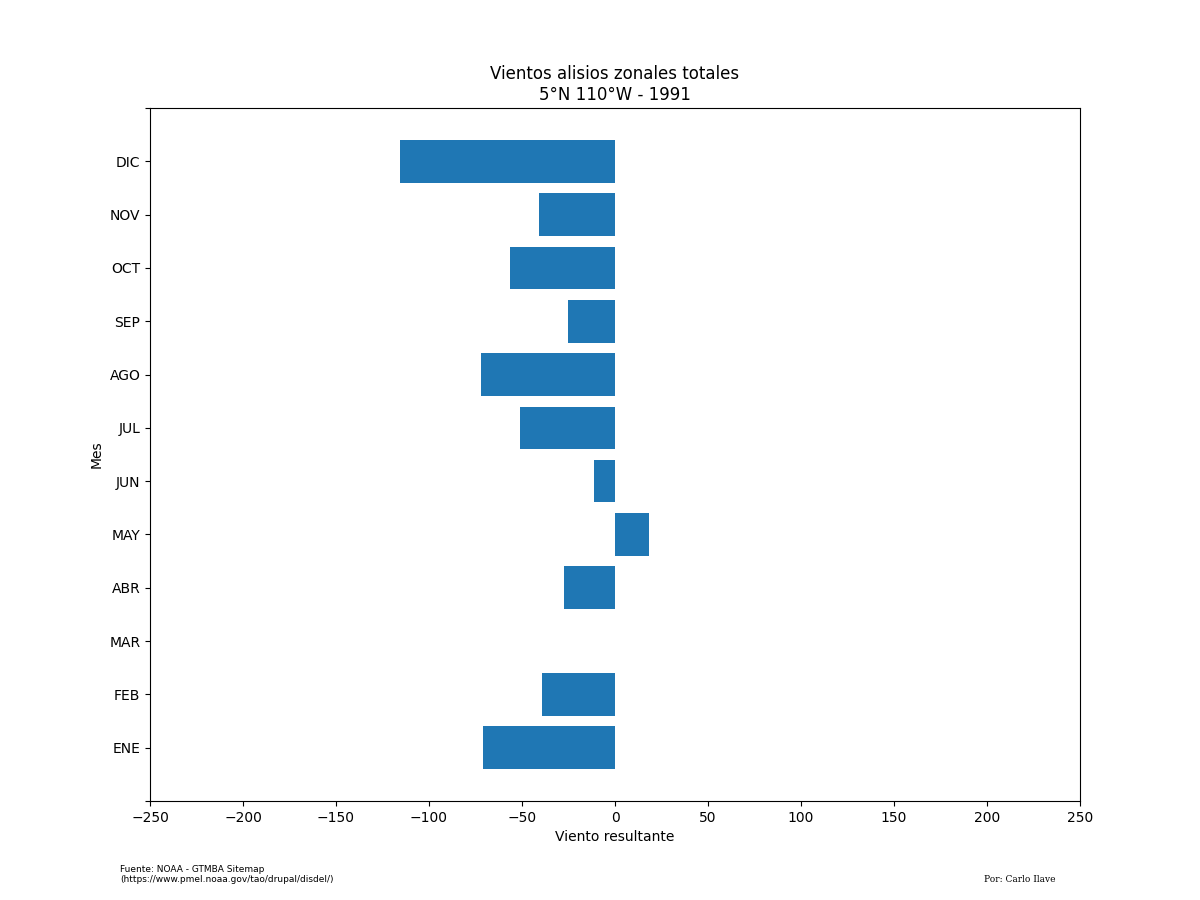 Vientos alisios zonales totales
5°N 110°W - 1991
DIC
NOV
OCT
SEP
AGO
JUL
JUN
MAY
ABR
MAR
FEB
ENE
Mes
−250 −200 −150 −100 −50 0 50 100 150 200 250
Viento resultante
Fuente: NOAA - GTMBA Sitemap
(https://www.pmel.noaa.gov/tao/drupal/disdel/)
Por: Carlo Ilave